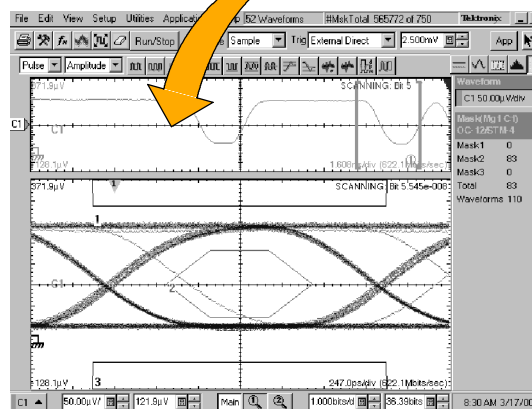 File Edit View Setup Utilities Applicat p 52 Waveforms #MskTotal 565772 of 750 Tektronix
Run/Stop Sample Trig External Direct 2.500mV App
Pulse Amplitude
371.9µV SCANNING: Bit 5
C1
C1
-128.1µV 1.608ns/div (622.1Mbits/sec)
Waveform
C1 50.00µV/div
Mask(Mg1 C1)
OC-12/STM-4
Mask1 0
Mask2 83
Mask3 0
Total 83
Waveforms 110
371.9µV SCANNING: Bit 5.545e-008
1
1
C1
2
3
-128.1µV 247.0ps/div (622.1Mbits/sec)
C1 50.00µV/ 121.9µV Main 1 2 1.000bits/d 36.39bits 8:30 AM 3/17/00